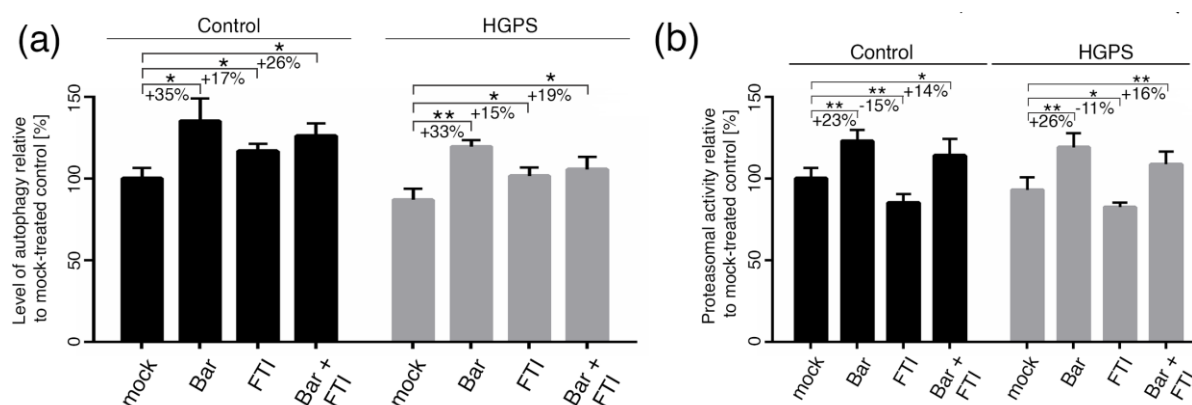 (a)
Control
HGPS
*
+26%
*
+17%
*
+35%
*
+19%
*
+15%
**
+33%
Level of autophagy relative
to mock-treated control [%]
150
100
50
0
mock
Bar
FTI
Bar +
FTI
mock
Bar
FTI
Bar +
FTI
(b)
Control
HGPS
*
+14%
**
-15%
**
+23%
**
+16%
*
-11%
**
+26%
Proteasomal activity relative
to mock-treated control [%]
150
100
50
0
mock
Bar
FTI
Bar +
FTI
mock
Bar
FTI
Bar +
FTI